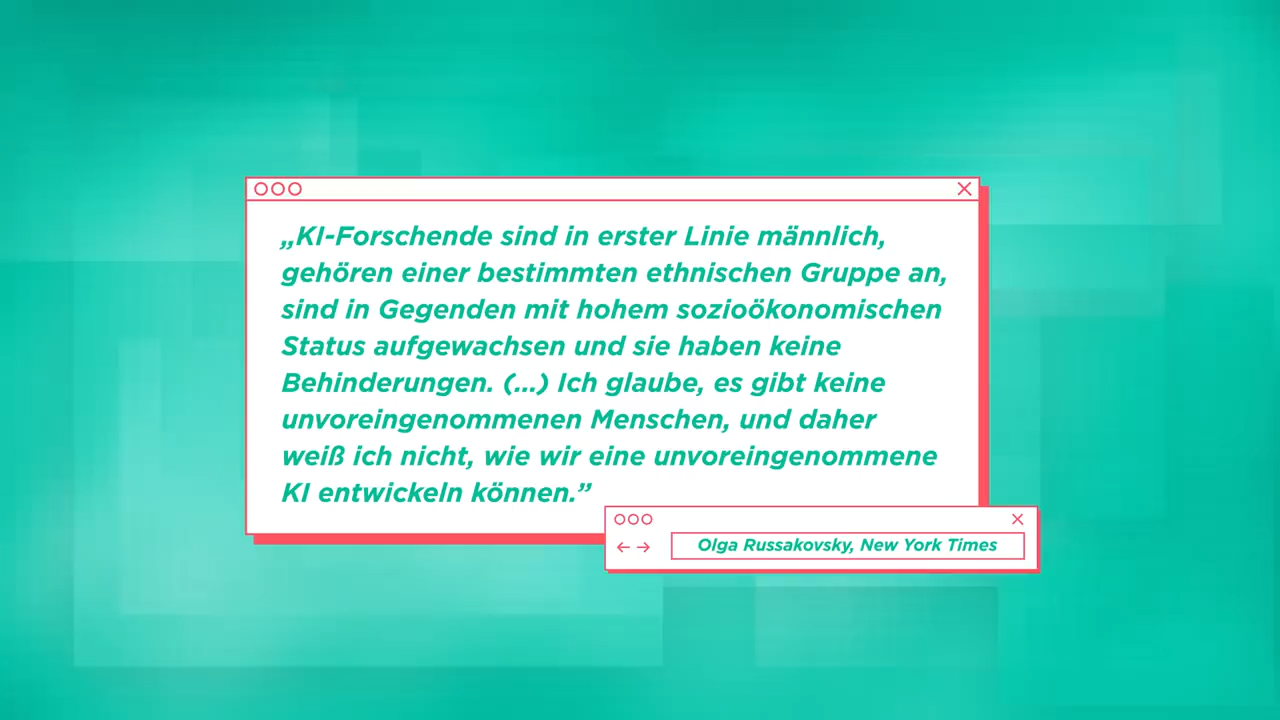 „KI-Forschende sind in erster Linie männlich,
gehören einer bestimmten ethnischen Gruppe an,
sind in Gegenden mit hohem sozioökonomischen
Status aufgewachsen und sie haben keine
Behinderungen. (...) Ich glaube, es gibt keine
unvoreingenommenen Menschen, und daher
weiß ich nicht, wie wir eine unvoreingenommene
KI entwickeln können.”
Olga Russakovsky, New York Times